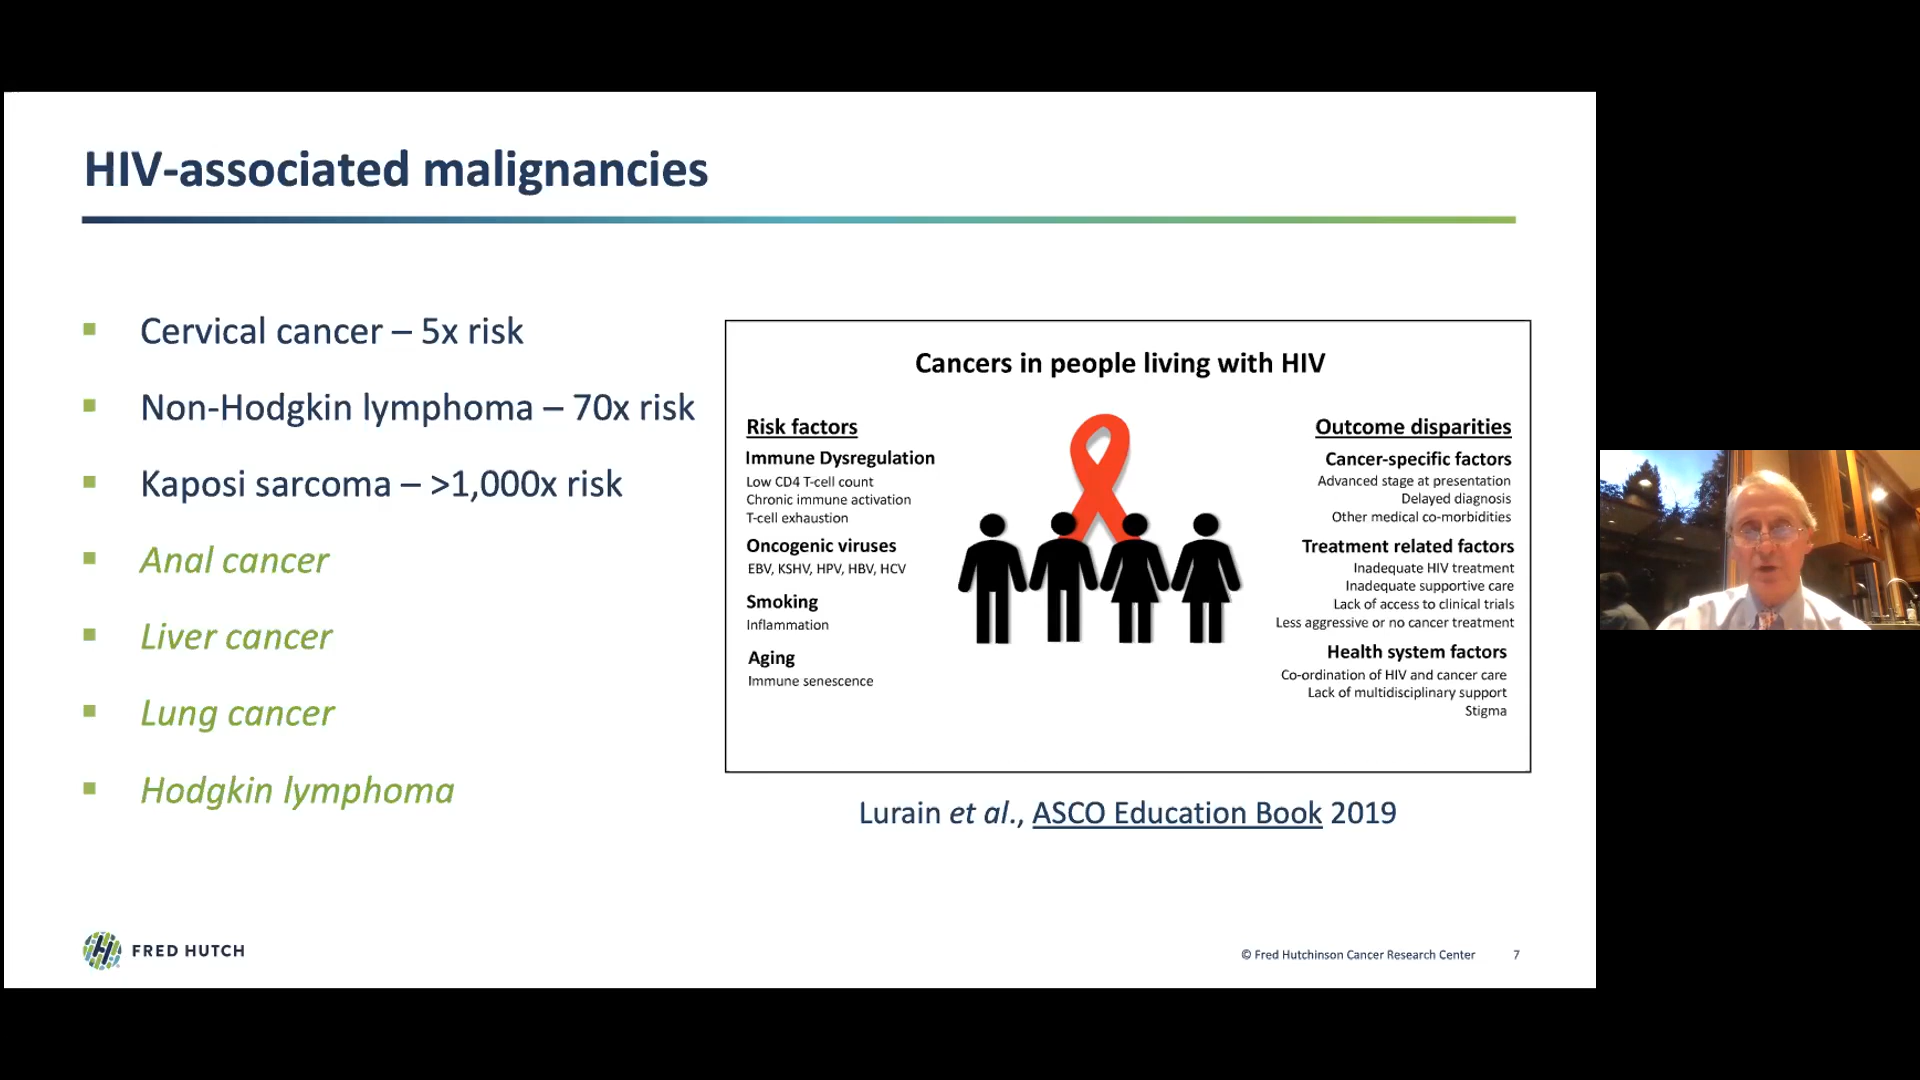 HIV-associated malignancies
Cervical cancer – 5x risk
Non-Hodgkin lymphoma – 70x risk
Kaposi sarcoma – >1,000x risk
Anal cancer
Liver cancer
Lung cancer
Hodgkin lymphoma
Cancers in people living with HIV
Risk factors
Immune Dysregulation
Low CD4 T-cell count
Chronic immune activation
T-cell exhaustion
Oncogenic viruses
EBV, KSHV, HPV, HBV, HCV
Smoking
Inflammation
Aging
Immune senescence
Outcome disparities
Cancer-specific factors
Advanced stage at presentation
Delayed diagnosis
Other medical co-morbidities
Treatment related factors
Inadequate HIV treatment
Inadequate supportive care
Lack of access to clinical trials
Less aggressive or no cancer treatment
Health system factors
Co-ordination of HIV and cancer care
Lack of multidisciplinary support
Stigma
Lurain et al., ASCO Education Book 2019
FRED HUTCH
© Fred Hutchinson Cancer Research Center 7